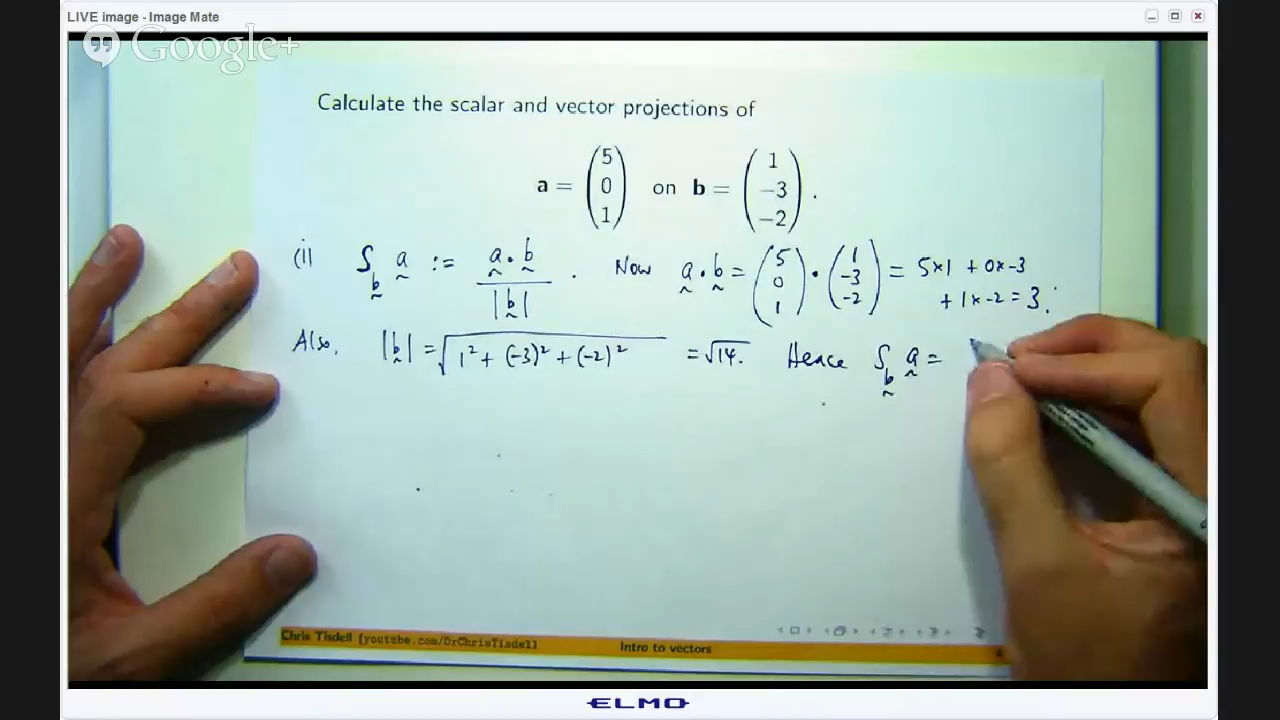 LIVE image - Image Mate
Google+
Calculate the scalar and vector projections of
a = (5 0 1) on b = (1 −3 −2).
(i) S_b a := a · b / |b| . Now a · b = (5 0 1) · (1 -3 -2) = 5×1 + 0×-3
+ 1×-2 = 3.
Also, |b| = √(1² + (-3)² + (-2)²) = √14. Hence S_b a =
Chris Tisdell (youtube.com/DrChrisTisdell Intro to vectors
ELMO